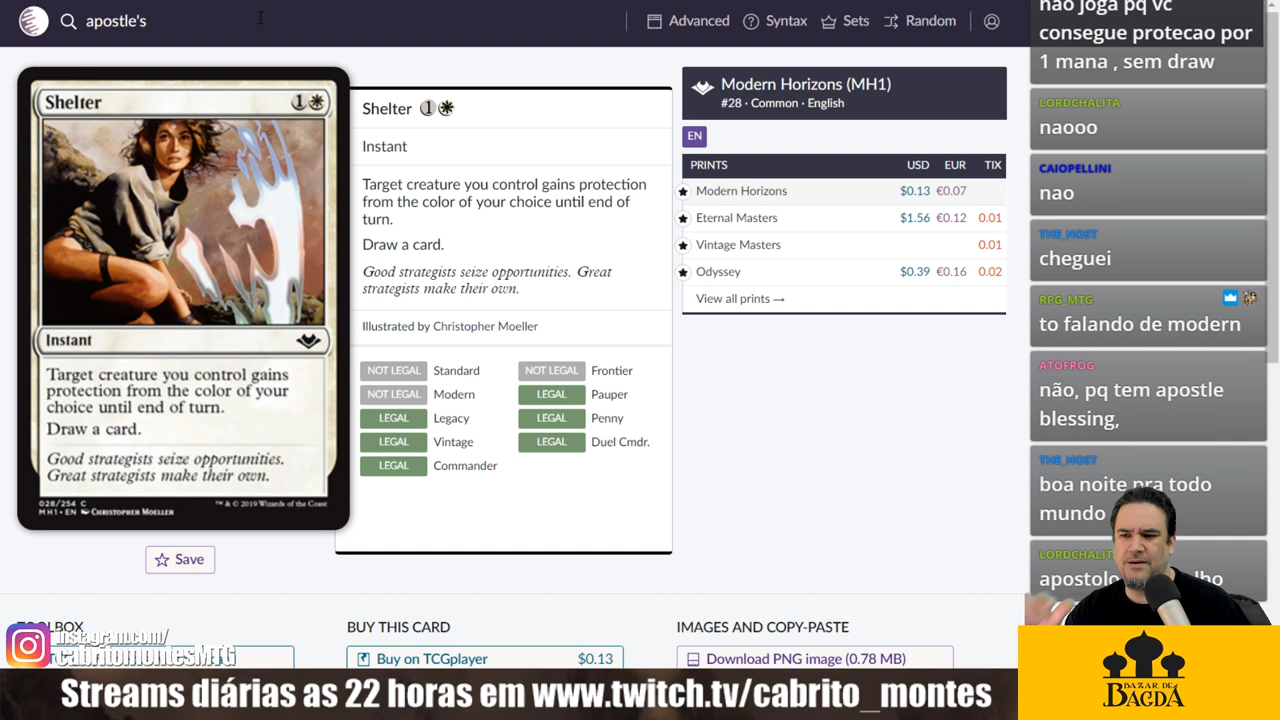 apostle's
Advanced
Syntax
Sets
Random
Shelter 1
Instant
Target creature you control gains
protection from the color of your
choice until end of turn.
Draw a card.
Good strategists seize opportunities.
Great strategists make their own.
028/254 C
MH1 • EN Christopher Moeller
™ & © 2019 Wizards of the Coast
Save
Shelter 1
Instant
Target creature you control gains protection
from the color of your choice until end of
turn.
Draw a card.
Good strategists seize opportunities. Great
strategists make their own.
Illustrated by Christopher Moeller
NOT LEGAL Standard NOT LEGAL Frontier
NOT LEGAL Modern LEGAL Pauper
LEGAL Legacy LEGAL Penny
LEGAL Vintage LEGAL Duel Cmdr.
LEGAL Commander
Modern Horizons (MH1)
#28 · Common · English
EN
PRINTS USD EUR TIX
Modern Horizons $0.13 €0.07
Eternal Masters $1.56 €0.12 0.01
Vintage Masters 0.01
Odyssey $0.39 €0.16 0.02
View all prints →
BUY THIS CARD
Buy on TCGplayer $0.13
IMAGES AND COPY-PASTE
Download PNG image (0.78 MB)
não joga pq vc
consegue protecao por
1 mana , sem draw
LORDCHALITA
naooo
CAIOPELLINI
nao
THE_HOST
cheguei
RPG_MTG
to falando de modern
ATOFROG
não, pq tem apostle
blessing,
THE_HOST
boa noite pra todo
mundo
instagram.com/
cabritomontesMTG
Streams diárias as 22 horas em www.twitch.tv/cabrito_montes
BAZAR DE
BAGDÁ